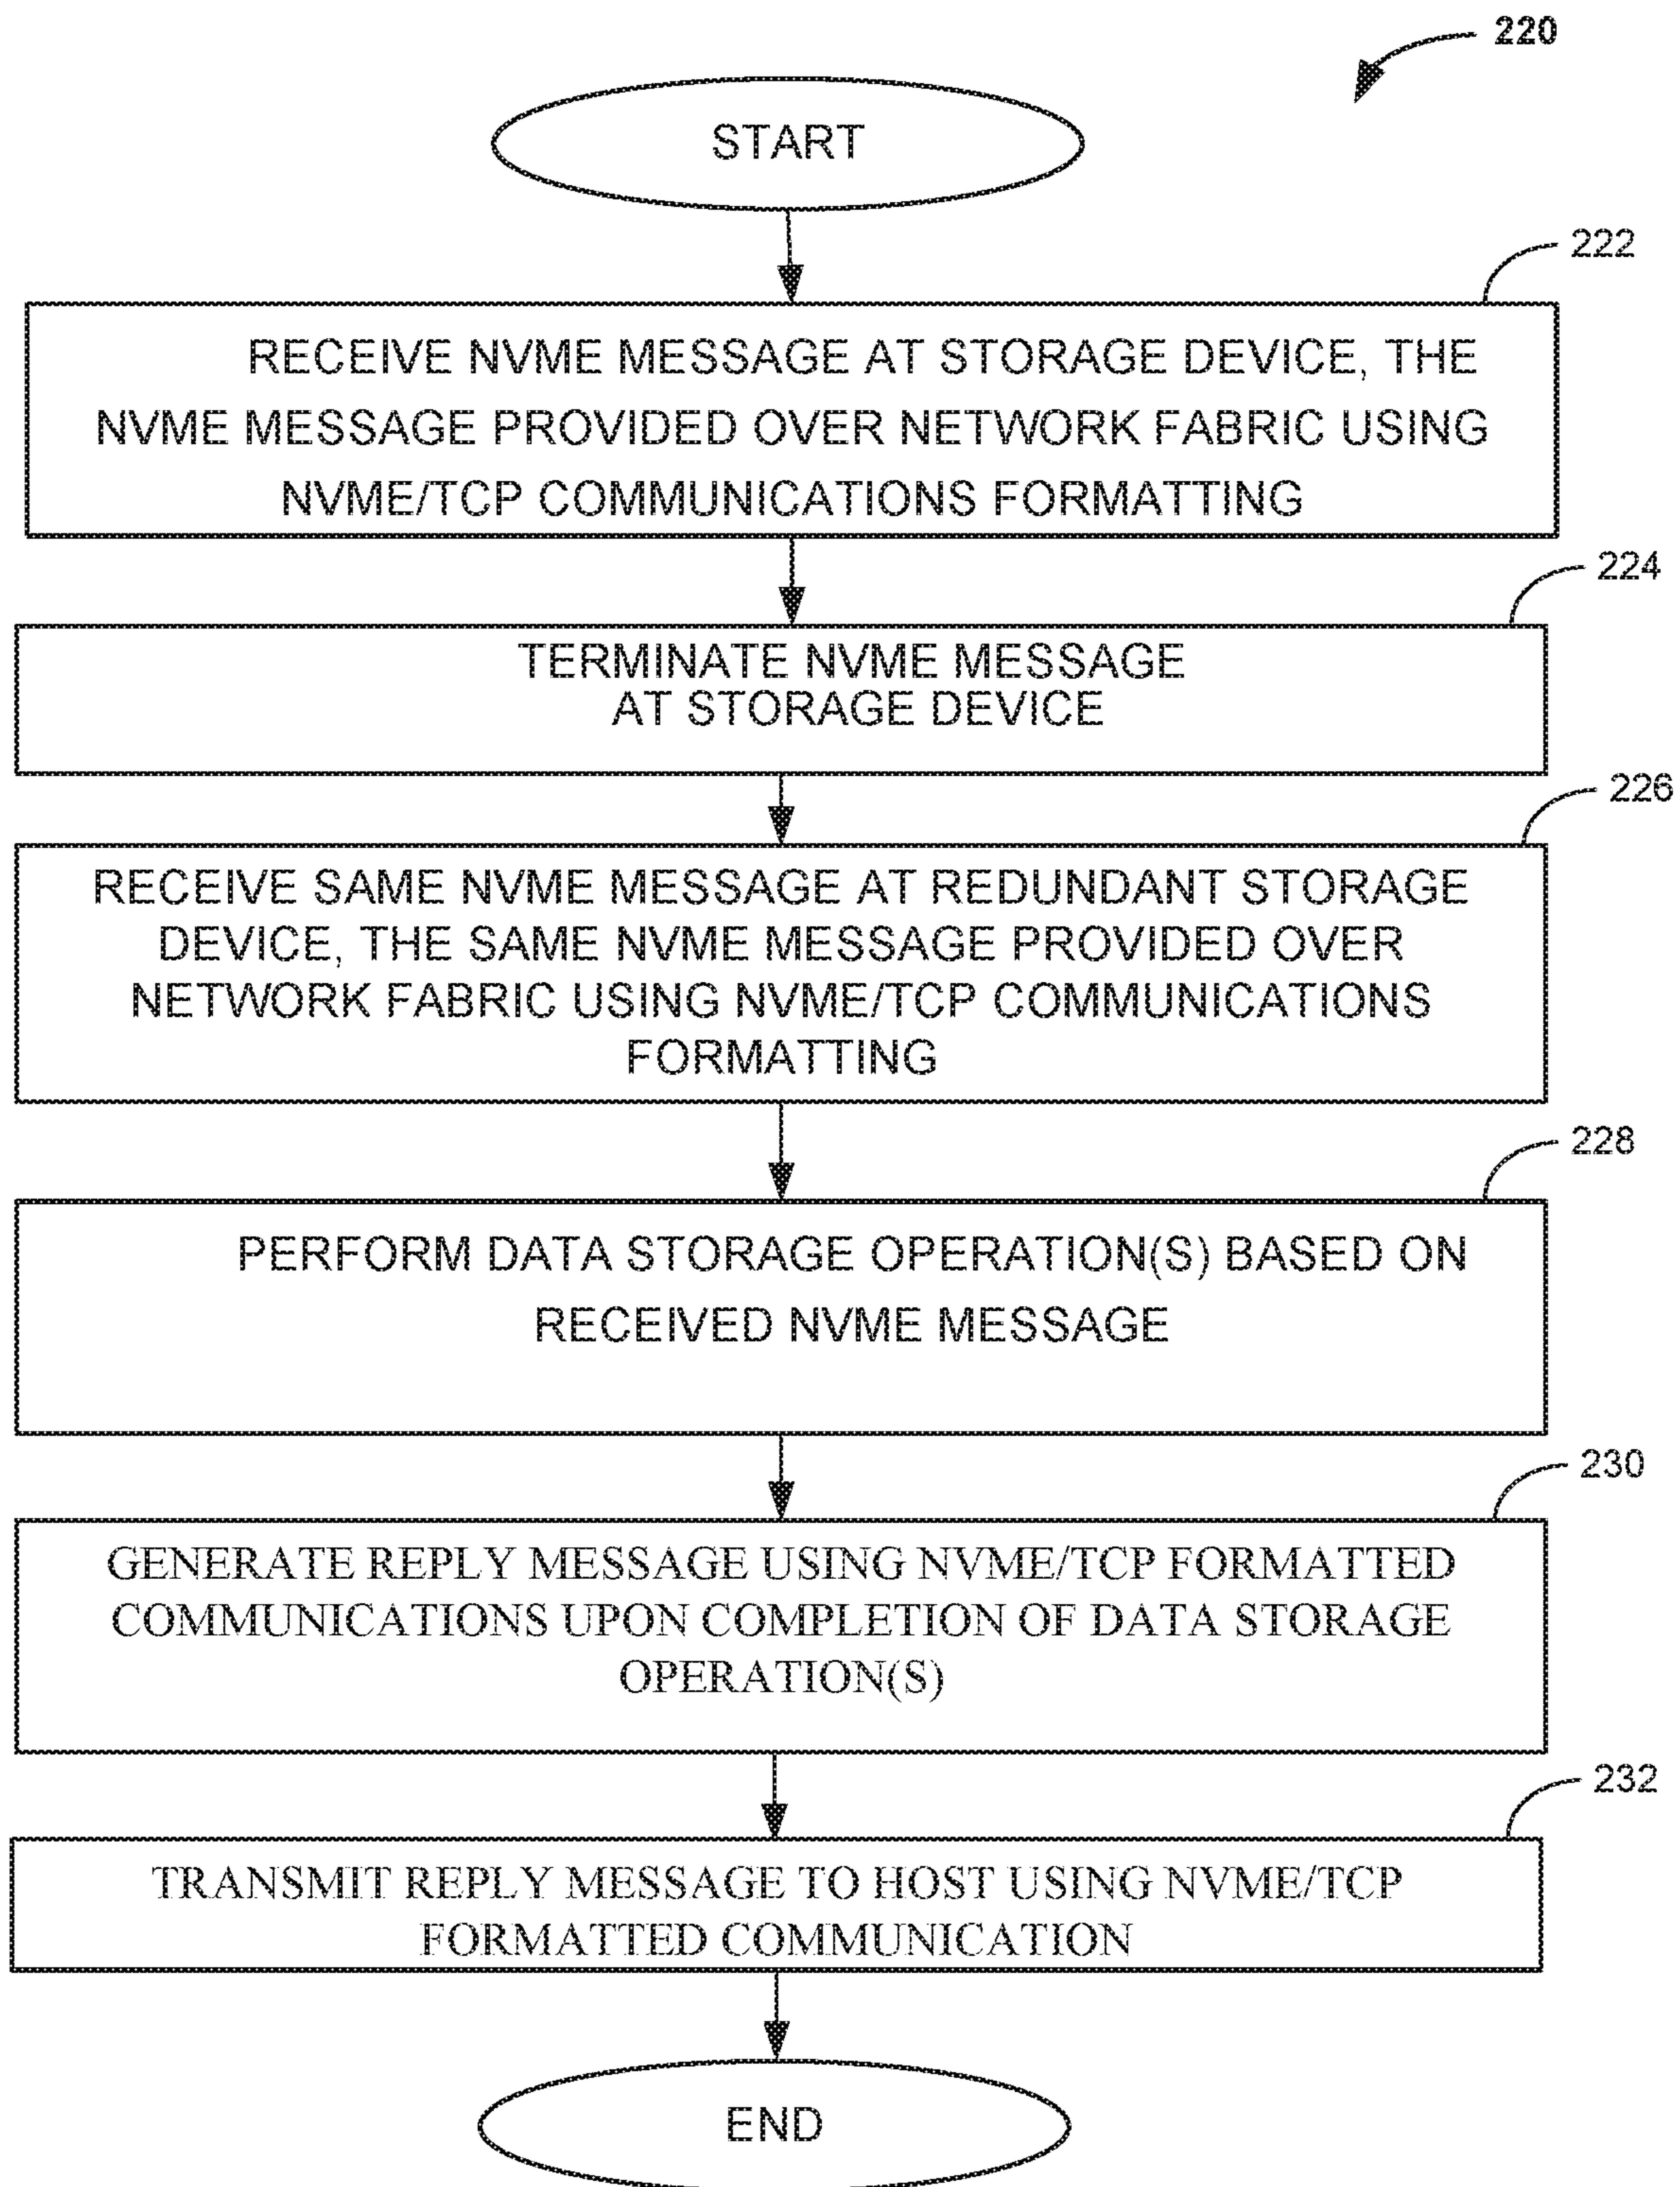 220
START
222
RECEIVE NVME MESSAGE AT STORAGE DEVICE, THE
NVME MESSAGE PROVIDED OVER NETWORK FABRIC USING
NVME/TCP COMMUNICATIONS FORMATTING
224
TERMINATE NVME MESSAGE
AT STORAGE DEVICE
226
RECEIVE SAME NVME MESSAGE AT REDUNDANT STORAGE
DEVICE, THE SAME NVME MESSAGE PROVIDED OVER
NETWORK FABRIC USING NVME/TCP COMMUNICATIONS
FORMATTING
228
PERFORM DATA STORAGE OPERATION(S) BASED ON
RECEIVED NVME MESSAGE
230
GENERATE REPLY MESSAGE USING NVME/TCP FORMATTED
COMMUNICATIONS UPON COMPLETION OF DATA STORAGE
OPERATION(S)
232
TRANSMIT REPLY MESSAGE TO HOST USING NVME/TCP
FORMATTED COMMUNICATION
END